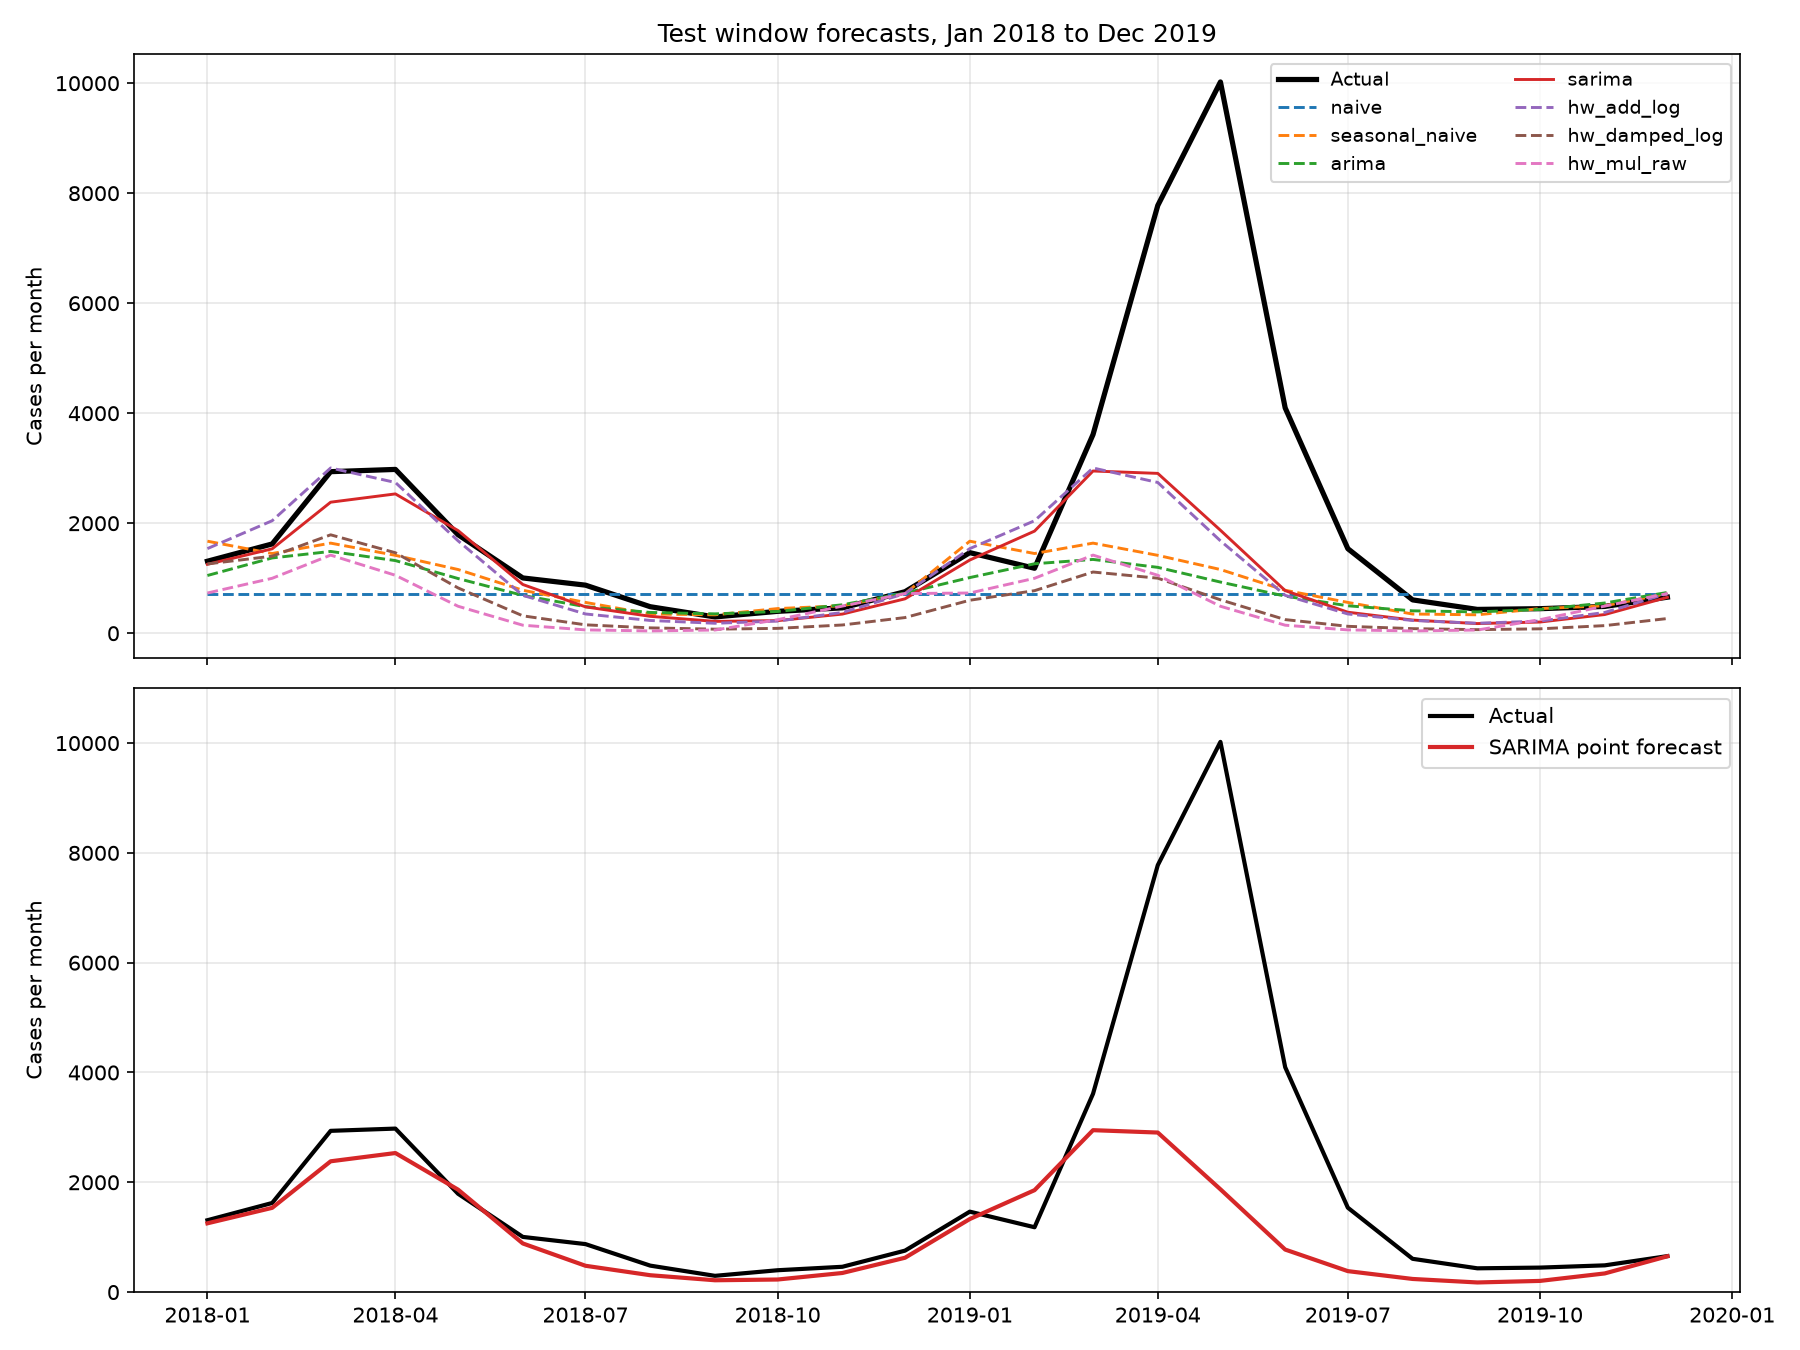 Test window forecasts, Jan 2018 to Dec 2019
Cases per month
10000
8000
6000
4000
2000
0
Actual
naive
seasonal_naive
arima
sarima
hw_add_log
hw_damped_log
hw_mul_raw
Cases per month
10000
8000
6000
4000
2000
0
Actual
SARIMA point forecast
2018-01
2018-04
2018-07
2018-10
2019-01
2019-04
2019-07
2019-10
2020-01